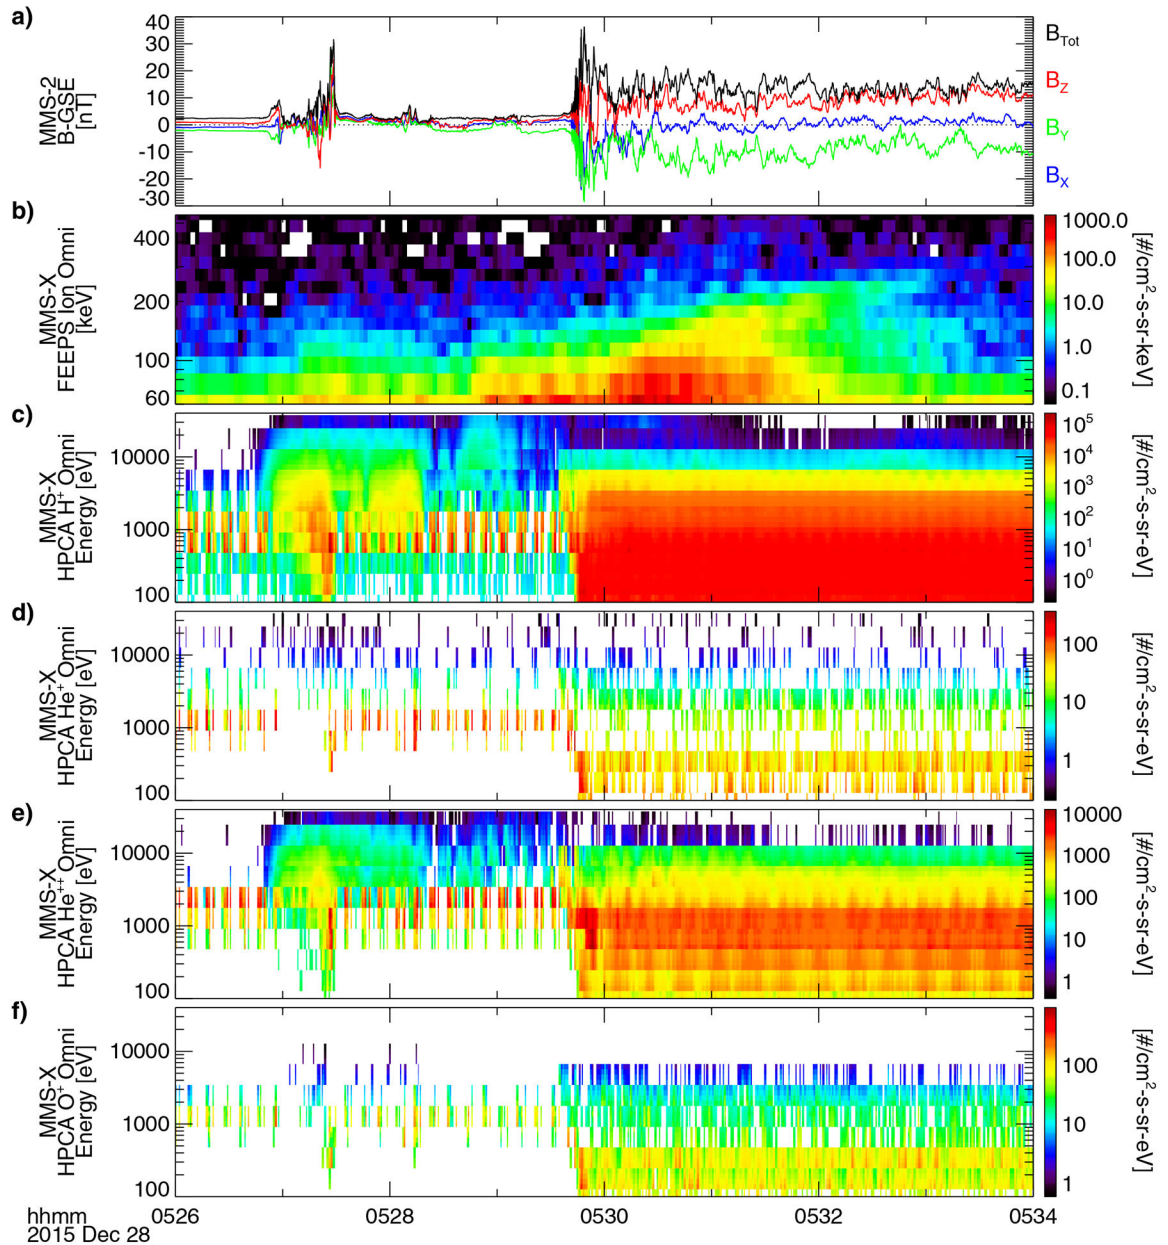 a)
MMS-2
B-GSE
[nT]
40
30
20
10
0
-10
-20
-30
B_Tot
B_Z
B_Y
B_X
b)
MMS-X
FEEPS Ion Omni
[keV]
400
200
100
60
1000.0
100.0
10.0
1.0
0.1
[#/cm²-s-sr-keV]
c)
MMS-X
HPCA H⁺ Omni
Energy [eV]
10000
1000
100
10⁵
10⁴
10³
10²
10¹
10⁰
[#/cm²-s-sr-eV]
d)
MMS-X
HPCA He⁺ Omni
Energy [eV]
10000
1000
100
100
10
1
[#/cm²-s-sr-eV]
e)
MMS-X
HPCA He⁺⁺ Omni
Energy [eV]
10000
1000
100
10000
1000
100
10
1
[#/cm²-s-sr-eV]
f)
MMS-X
HPCA O⁺ Omni
Energy [eV]
10000
1000
100
100
10
1
[#/cm²-s-sr-eV]
0526 0528 0530 0532 0534
hhmm
2015 Dec 28